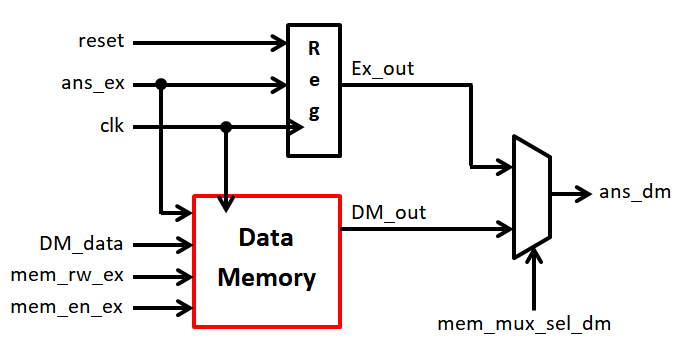 reset
ans_ex
clk
R
e
g
Ex_out
DM_data
mem_rw_ex
mem_en_ex
Data
Memory
DM_out
ans_dm
mem_mux_sel_dm